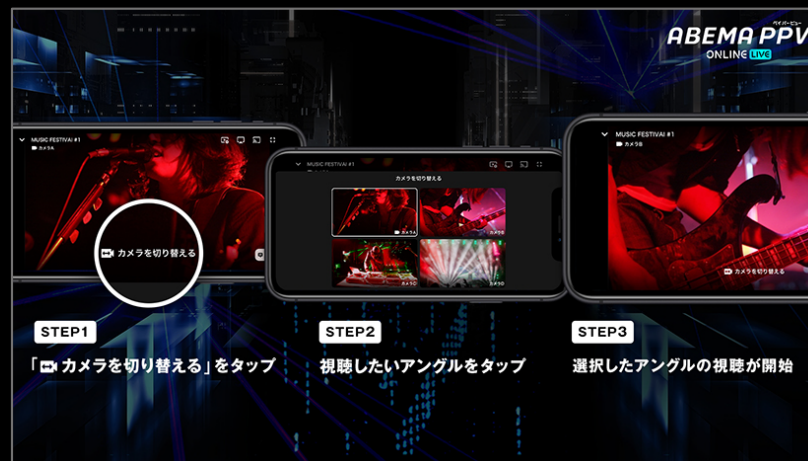 ペイパービュー
ABEMA PPV
ONLINE LIVE
MUSIC FESTIVAl #1
カメラA
カメラを切り替える
MUSIC FESTIVAl #1
カメラを切り替える
カメラA
カメラB
カメラC
カメラD
MUSIC FESTIVAl #1
カメラB
カメラを切り替える
STEP1
「カメラを切り替える」をタップ
STEP2
視聴したいアングルをタップ
STEP3
選択したアングルの視聴が開始